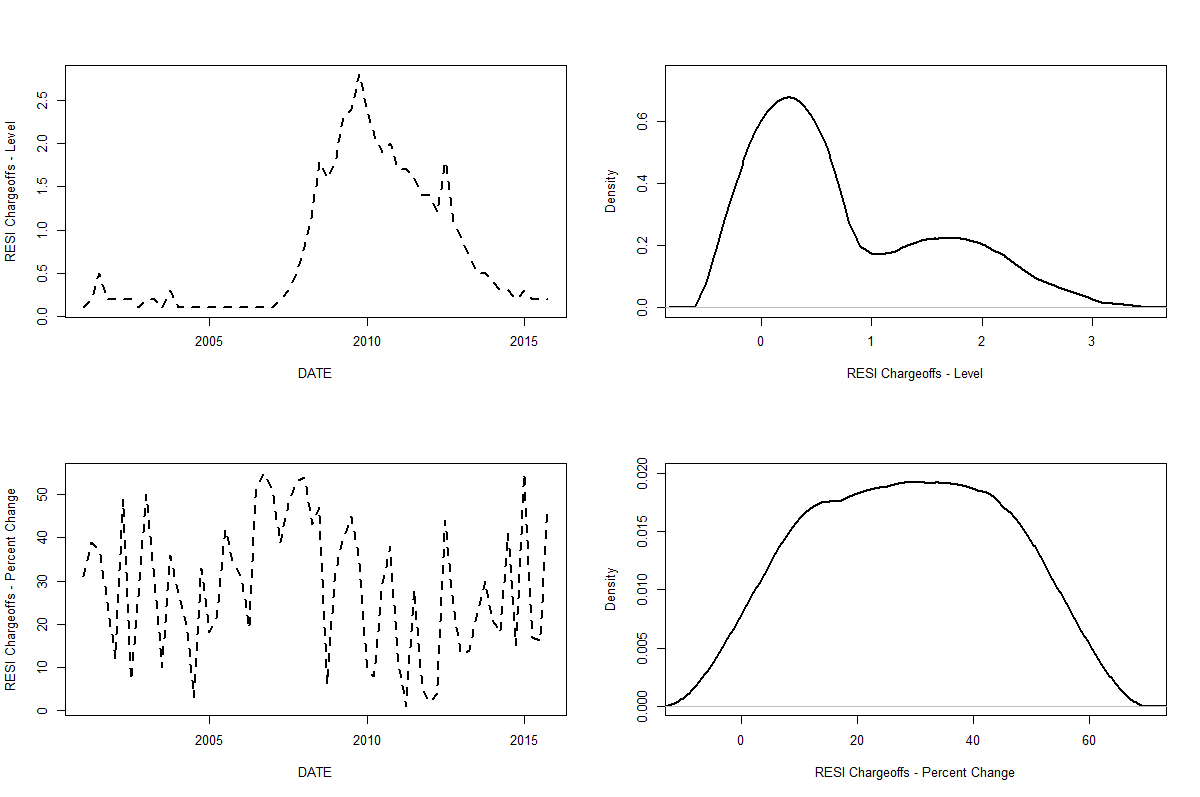 RESI Chargeoffs - Level
0.0 0.5 1.0 1.5 2.0 2.5
2005 2010 2015
DATE
Density
0.0 0.2 0.4 0.6
0 1 2 3
RESI Chargeoffs - Level
RESI Chargeoffs - Percent Change
0 10 20 30 40 50
2005 2010 2015
DATE
Density
0.000 0.005 0.010 0.015 0.020
0 20 40 60
RESI Chargeoffs - Percent Change